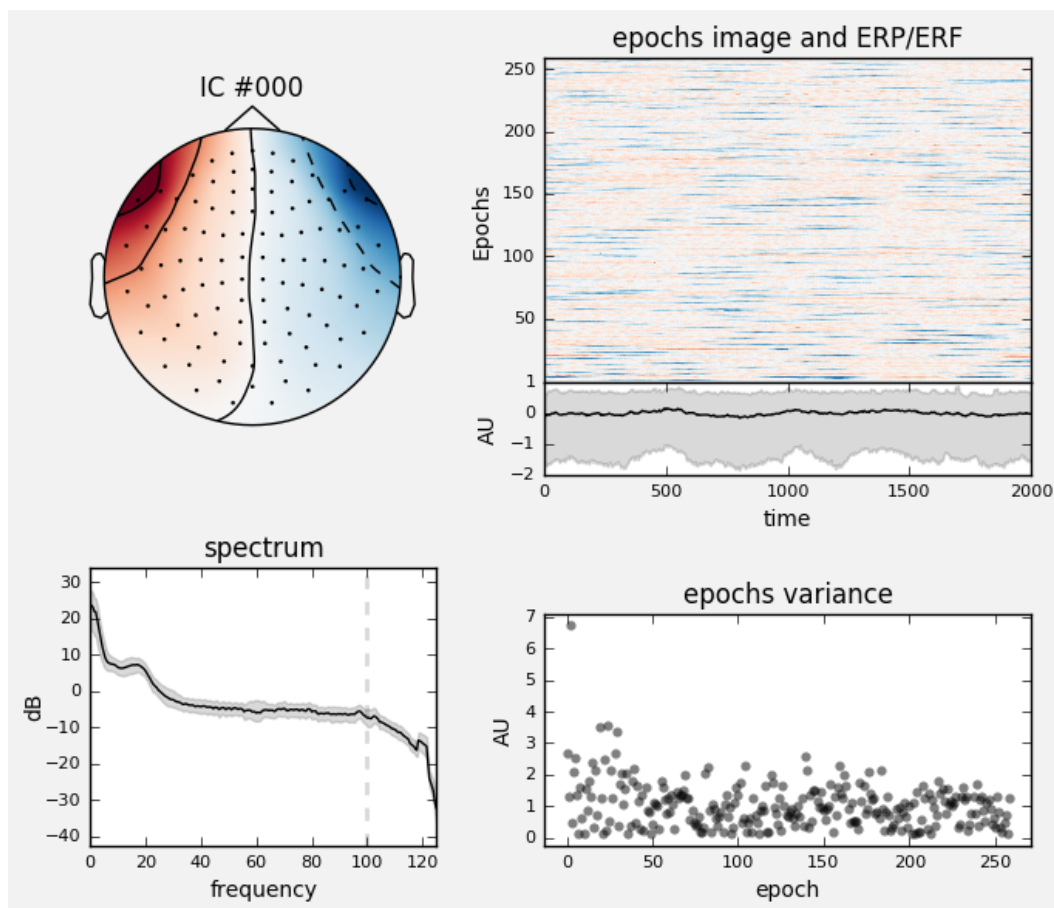 IC #000
epochs image and ERP/ERF
250
200
150
100
50
1
Epochs
0
−1
−2
AU
0 500 1000 1500 2000
time
spectrum
30
20
10
0
−10
−20
−30
−40
dB
0 20 40 60 80 100 120
frequency
epochs variance
7
6
5
4
3
2
1
0
AU
0 50 100 150 200 250
epoch